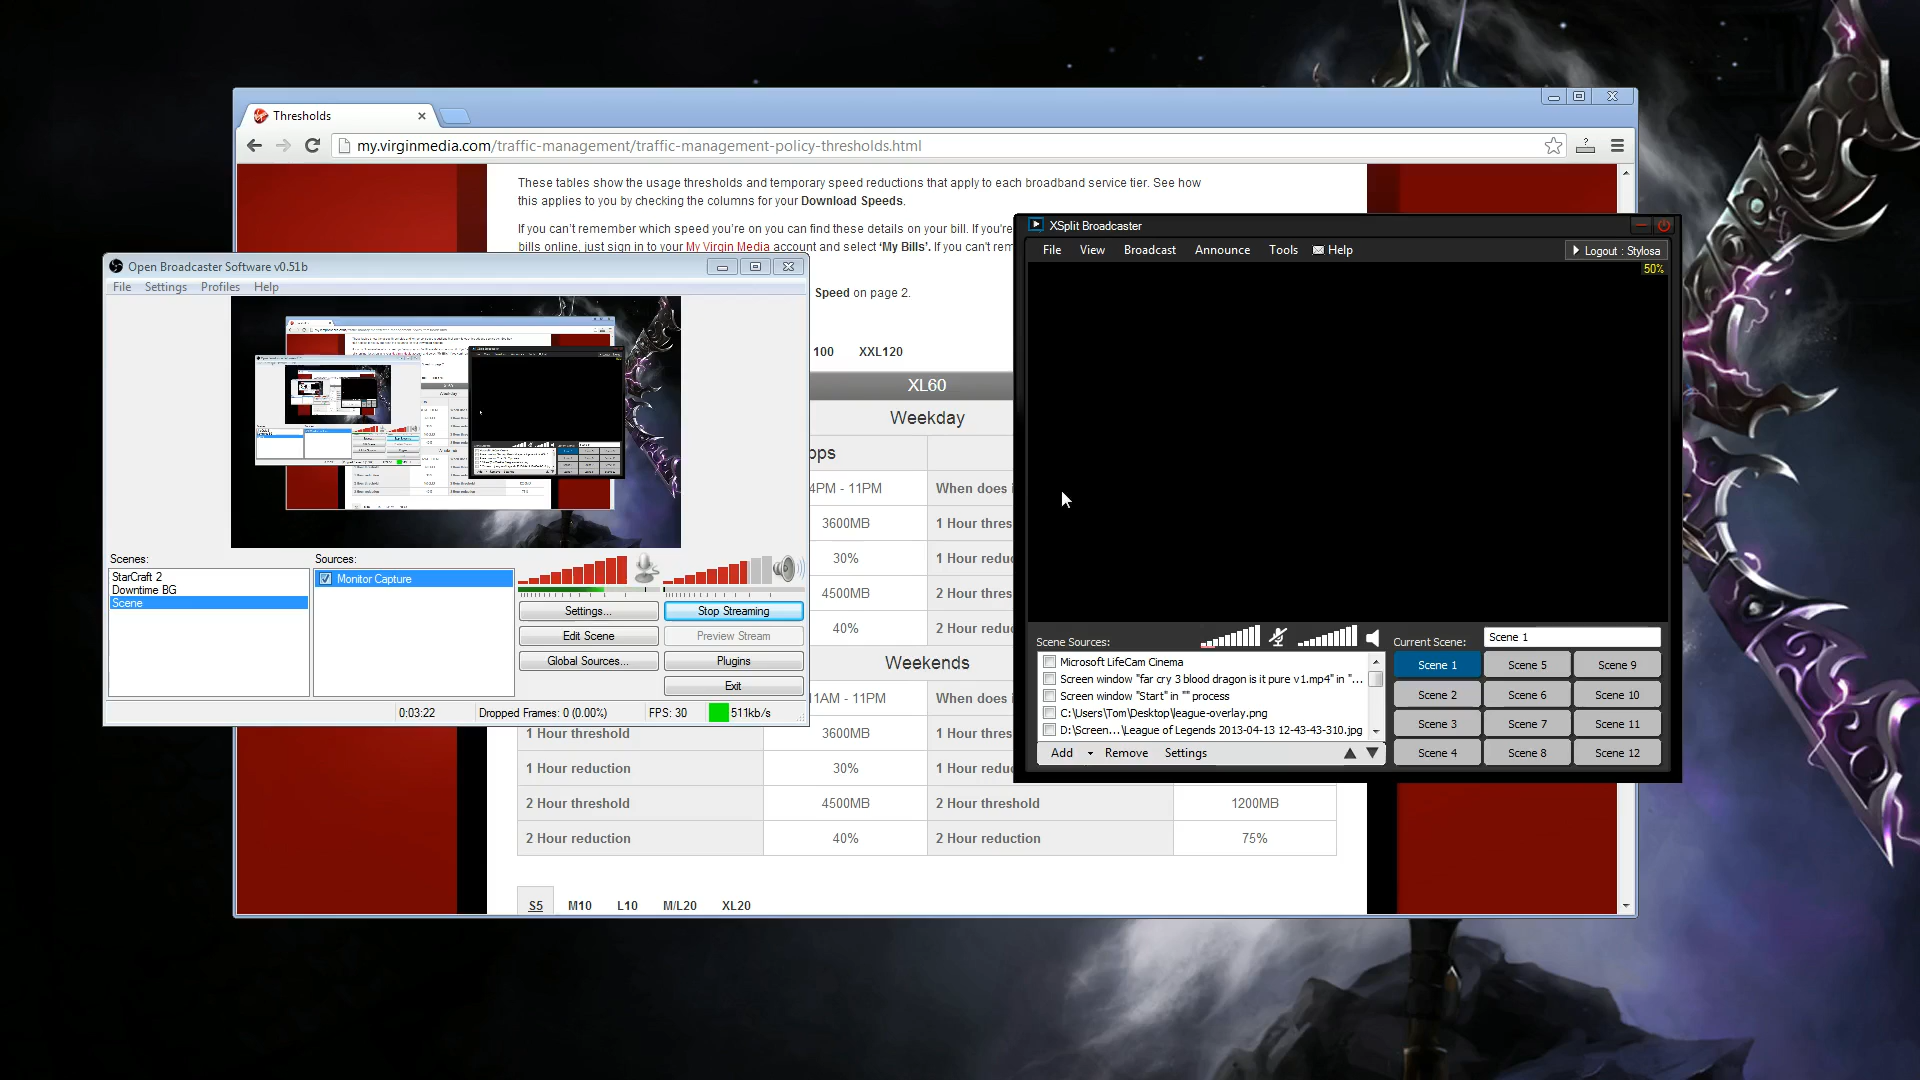 Thresholds
my.virginmedia.com/traffic-management/traffic-management-policy-thresholds.html
These tables show the usage thresholds and temporary speed reductions that apply to each broadband service tier. See how
this applies to you by checking the columns for your Download Speeds.
If you can't remember which speed you're on you can find these details on your bill. If you're
bills online, just sign in to your My Virgin Media account and select 'My Bills'. If you can't rem
Speed on page 2.
100 XXL120
XL60
Weekday
4PM - 11PM When does
3600MB 1 Hour thres
30% 1 Hour redu
4500MB 2 Hour thres
40% 2 Hour redu
Weekends
11AM - 11PM When does
1 Hour threshold 3600MB 1 Hour thres
1 Hour reduction 30% 1 Hour redu
2 Hour threshold 4500MB 2 Hour threshold 1200MB
2 Hour reduction 40% 2 Hour reduction 75%
S5 M10 L10 M/L20 XL20
Open Broadcaster Software v0.51b
File Settings Profiles Help
Scenes: Sources:
StarCraft 2
Downtime BG
Scene
Monitor Capture
Settings... Stop Streaming
Edit Scene Preview Stream
Global Sources... Plugins
Exit
0:03:22 Dropped Frames: 0 (0.00%) FPS: 30 511kb/s
XSplit Broadcaster
File View Broadcast Announce Tools Help Logout : Stylosa
50%
Scene Sources: Current Scene: Scene 1
Microsoft LifeCam Cinema
Screen window "far cry 3 blood dragon is it pure v1.mp4" in "...
Screen window "Start" in "" process
C:\Users\Tom\Desktop\league-overlay.png
D:\Screen...\League of Legends 2013-04-13 12-43-43-310.jpg
Add Remove Settings
Scene 1 Scene 5 Scene 9
Scene 2 Scene 6 Scene 10
Scene 3 Scene 7 Scene 11
Scene 4 Scene 8 Scene 12